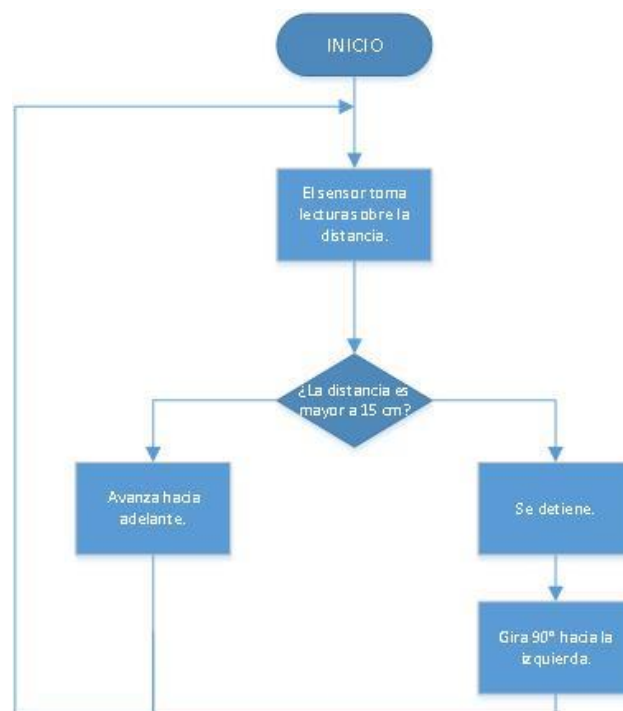 INICIO
El sensor toma
lecturas sobre la
distancia.
¿La distancia es
mayor a 15 cm?
Avanza hacia
adelante.
Se detiene.
Gira 90° hacia la
izquierda.